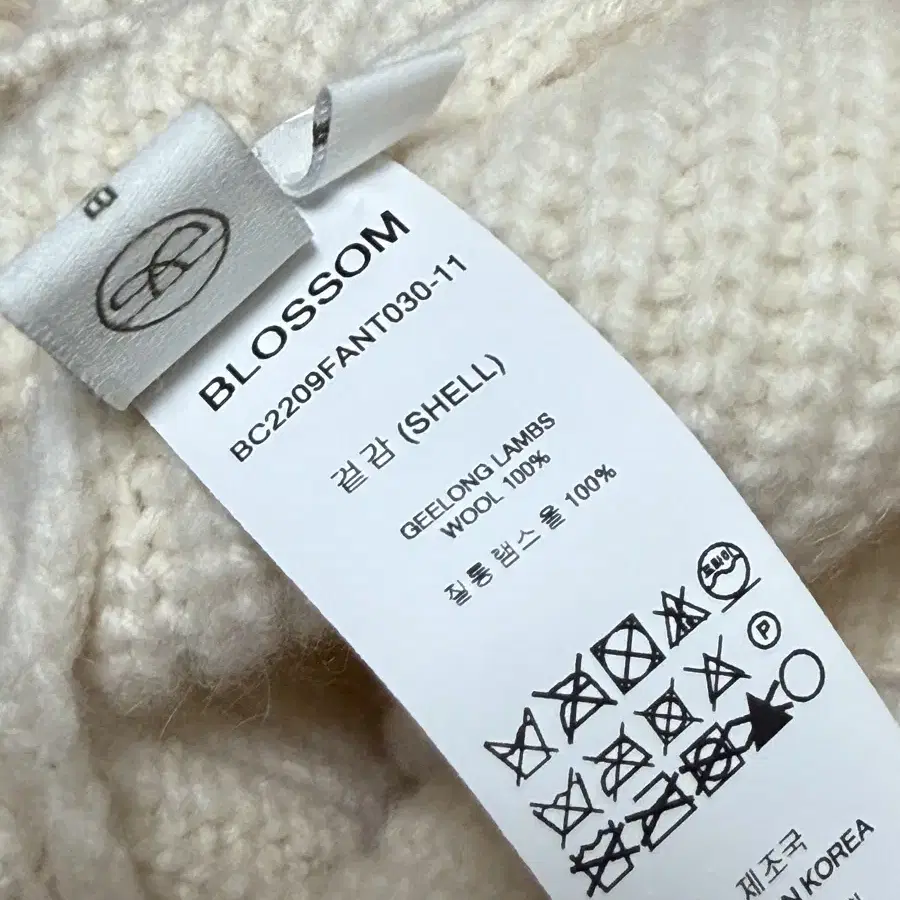 BLOSSOM
BC2209FANT030-11
겉감 (SHELL)
GEELONG LAMBS
WOOL 100%
질롱 램스 울 100%
드라이
P
제조국
N KOREA